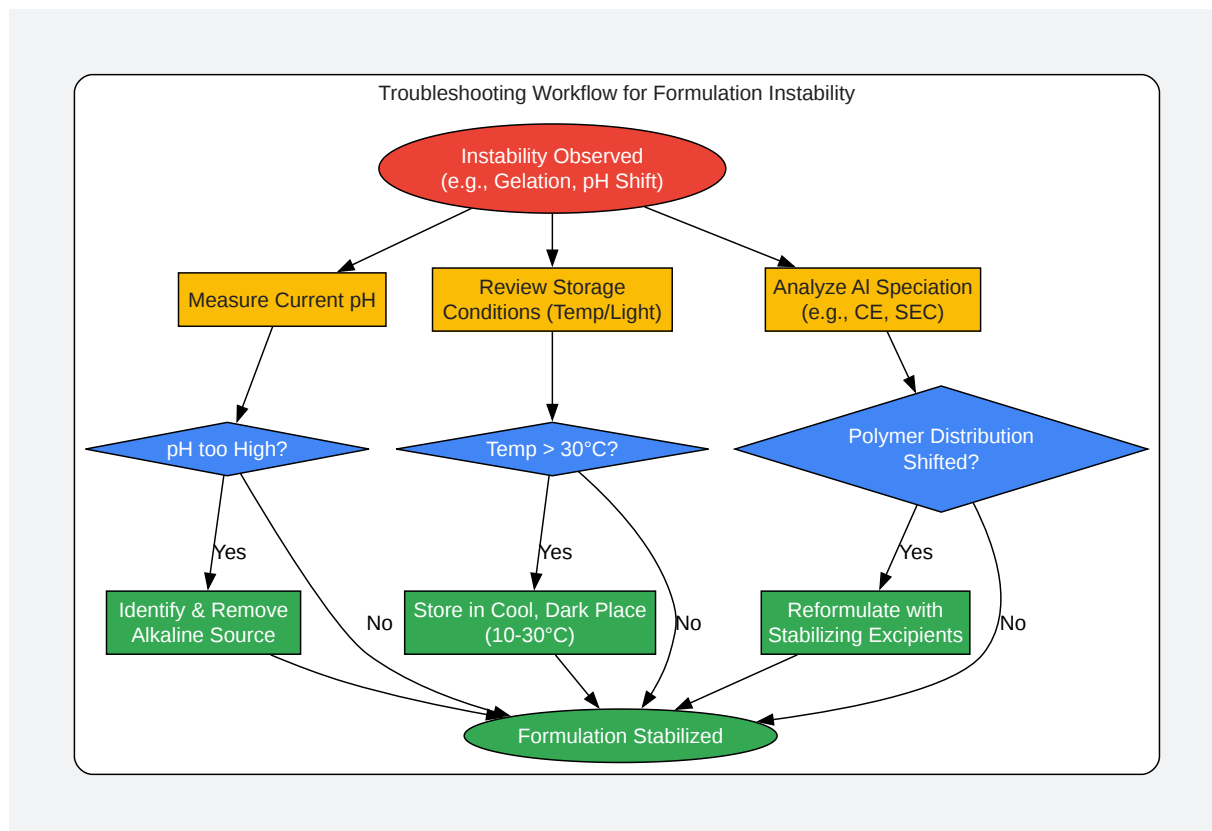 Troubleshooting Workflow for Formulation Instability
Instability Observed
(e.g., Gelation, pH Shift)
Measure Current pH
Review Storage
Conditions (Temp/Light)
Analyze Al Speciation
(e.g., CE, SEC)
pH too High?
Temp > 30°C?
Polymer Distribution
Shifted?
Yes
Yes
Yes
Identify & Remove
Alkaline Source
No
Store in Cool, Dark Place
(10-30°C)
No
Reformulate with
Stabilizing Excipients
No
Formulation Stabilized